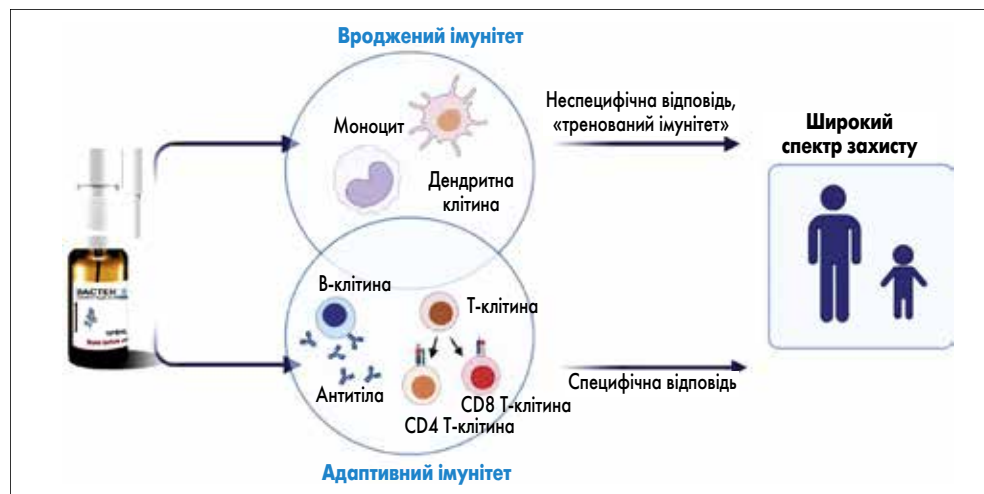 Вроджений імунітет
Моноцит
Дендритна
клітина
Неспецифічна відповідь,
«тренований імунітет»
Широкий
спектр захисту
В-клітина
Т-клітина
Антитіла
CD8 Т-клітина
CD4 Т-клітина
Специфічна відповідь
Адаптивний імунітет